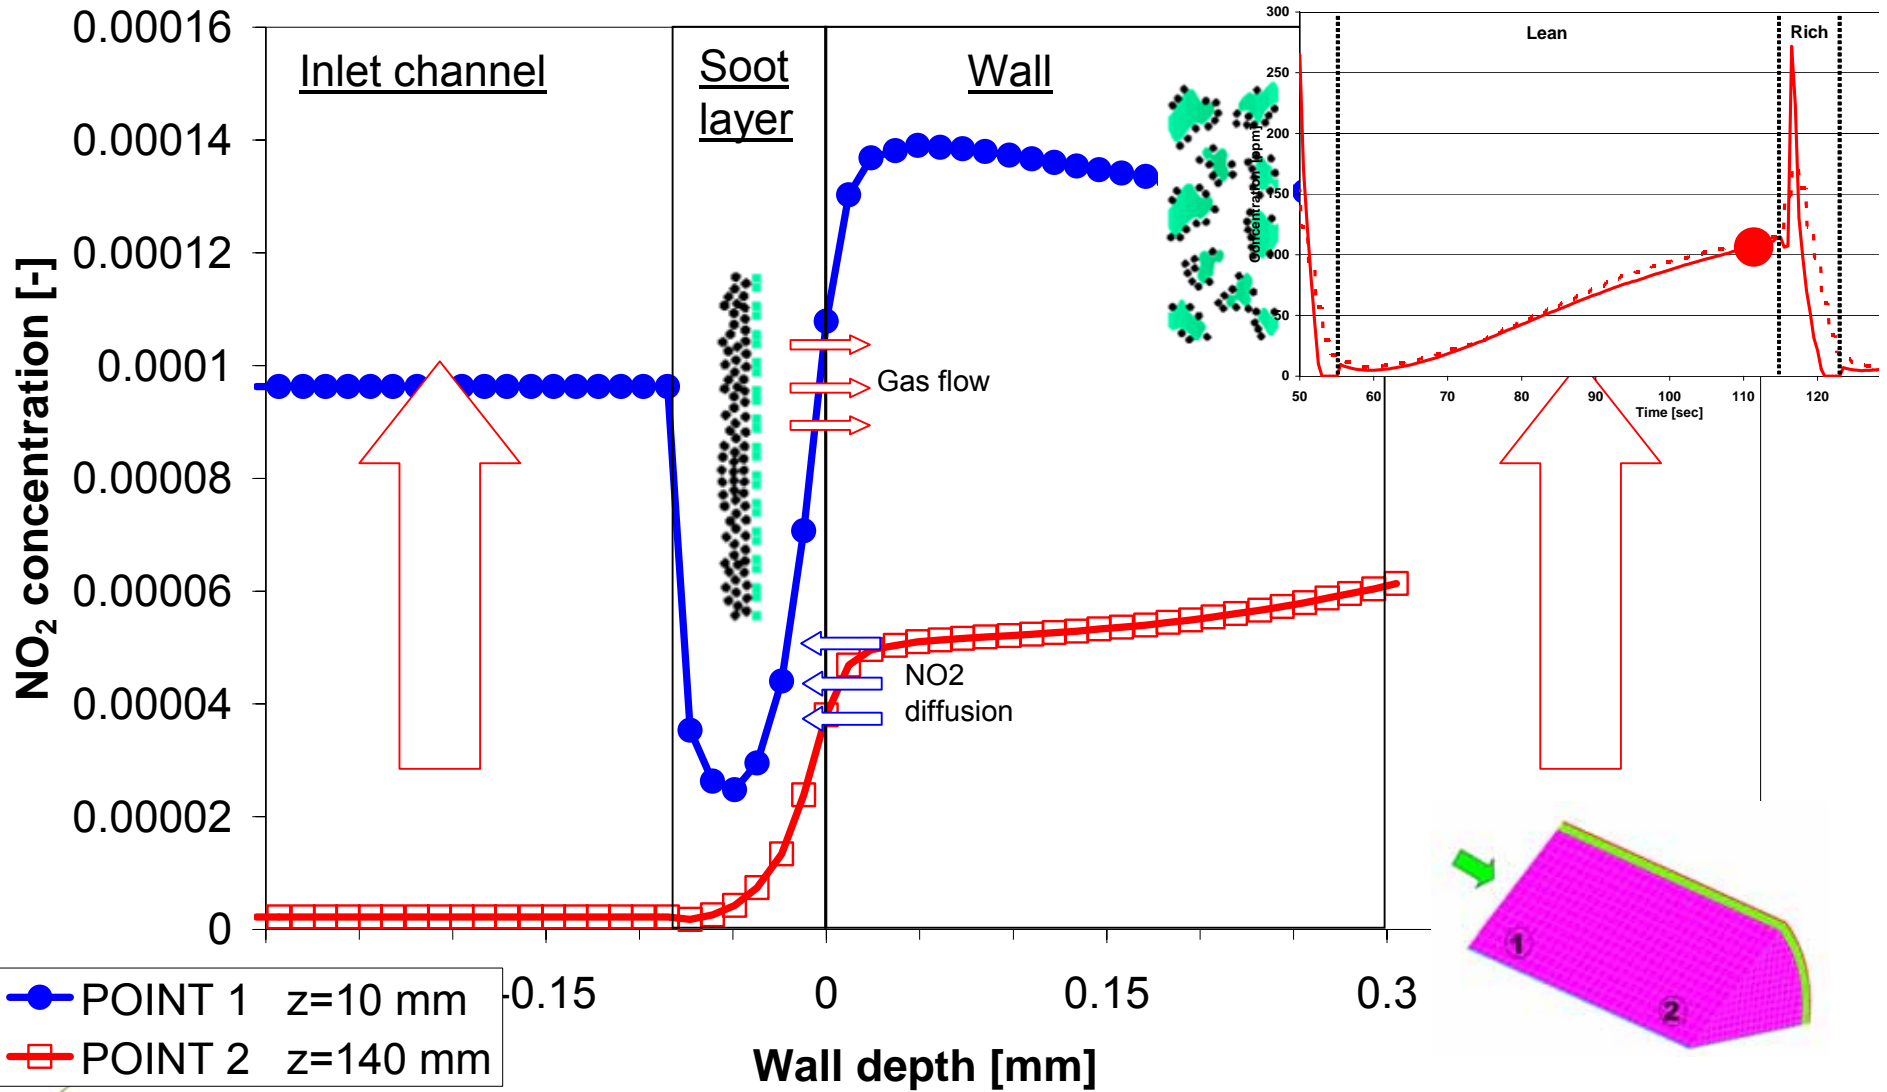 0.00016
0.00014
0.00012
0.0001
0.00008
0.00006
0.00004
0.00002
0
NO2 concentration [-]
Inlet channel
Soot
layer
Wall
Gas flow
NO2
diffusion
-0.15
0
0.15
0.3
Wall depth [mm]
POINT 1 z=10 mm
POINT 2 z=140 mm
300
250
200
150
100
50
0
Concentration [ppm]
Lean
Rich
50
60
70
80
90
100
110
120
Time [sec]
1
2